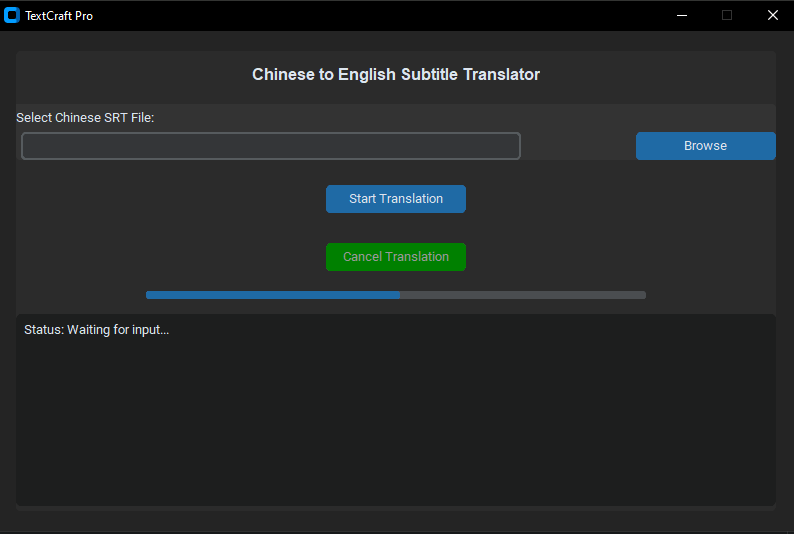 TextCraft Pro
Chinese to English Subtitle Translator
Select Chinese SRT File:
Browse
Start Translation
Cancel Translation
Status: Waiting for input...